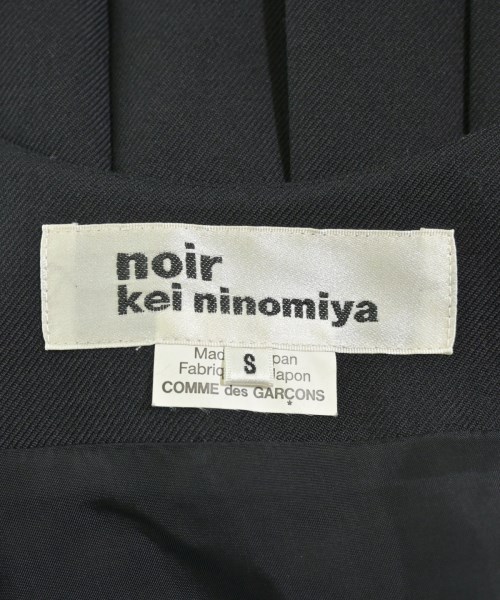 noir
kei ninomiya
S
Mad pan
Fabriq Japon
COMME des GARÇONS